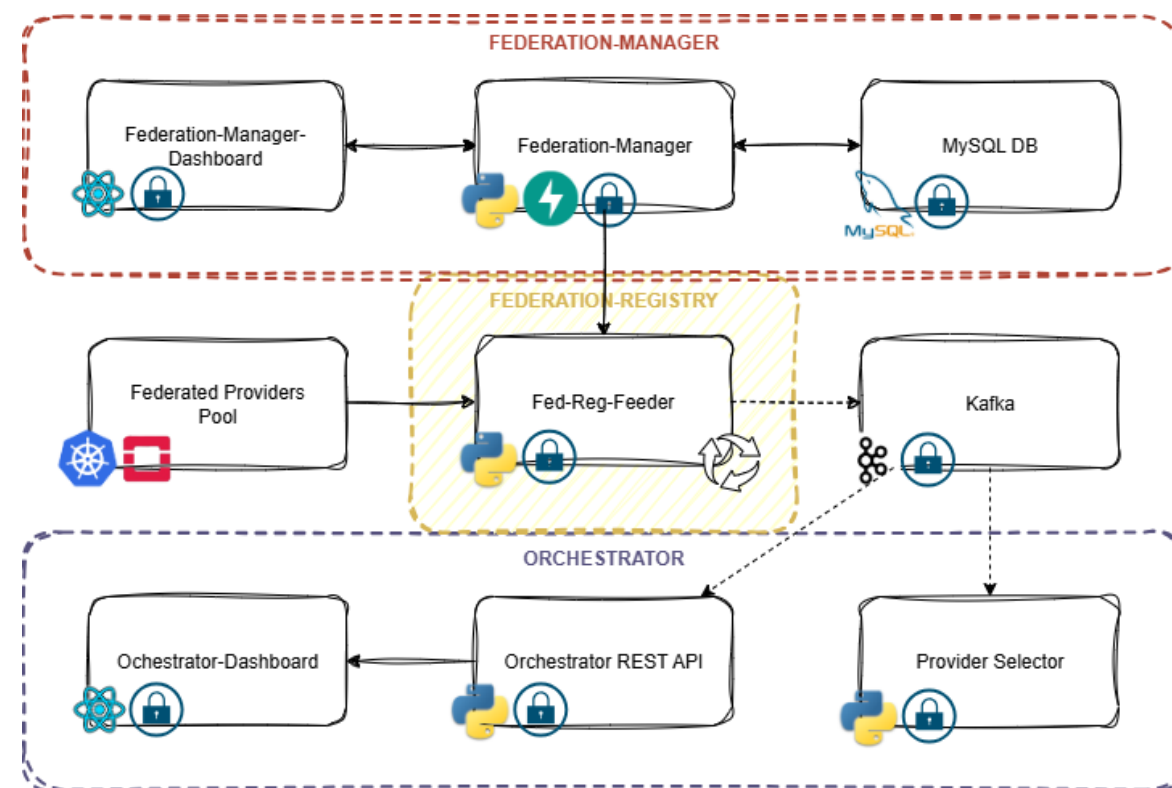 FEDERATION-MANAGER
Federation-Manager-
Dashboard
Federation-Manager
MySQL DB
MySQL
FEDERATION-REGISTRY
Federated Providers
Pool
Fed-Reg-Feeder
Kafka
ORCHESTRATOR
Ochestrator-Dashboard
Orchestrator REST API
Provider Selector